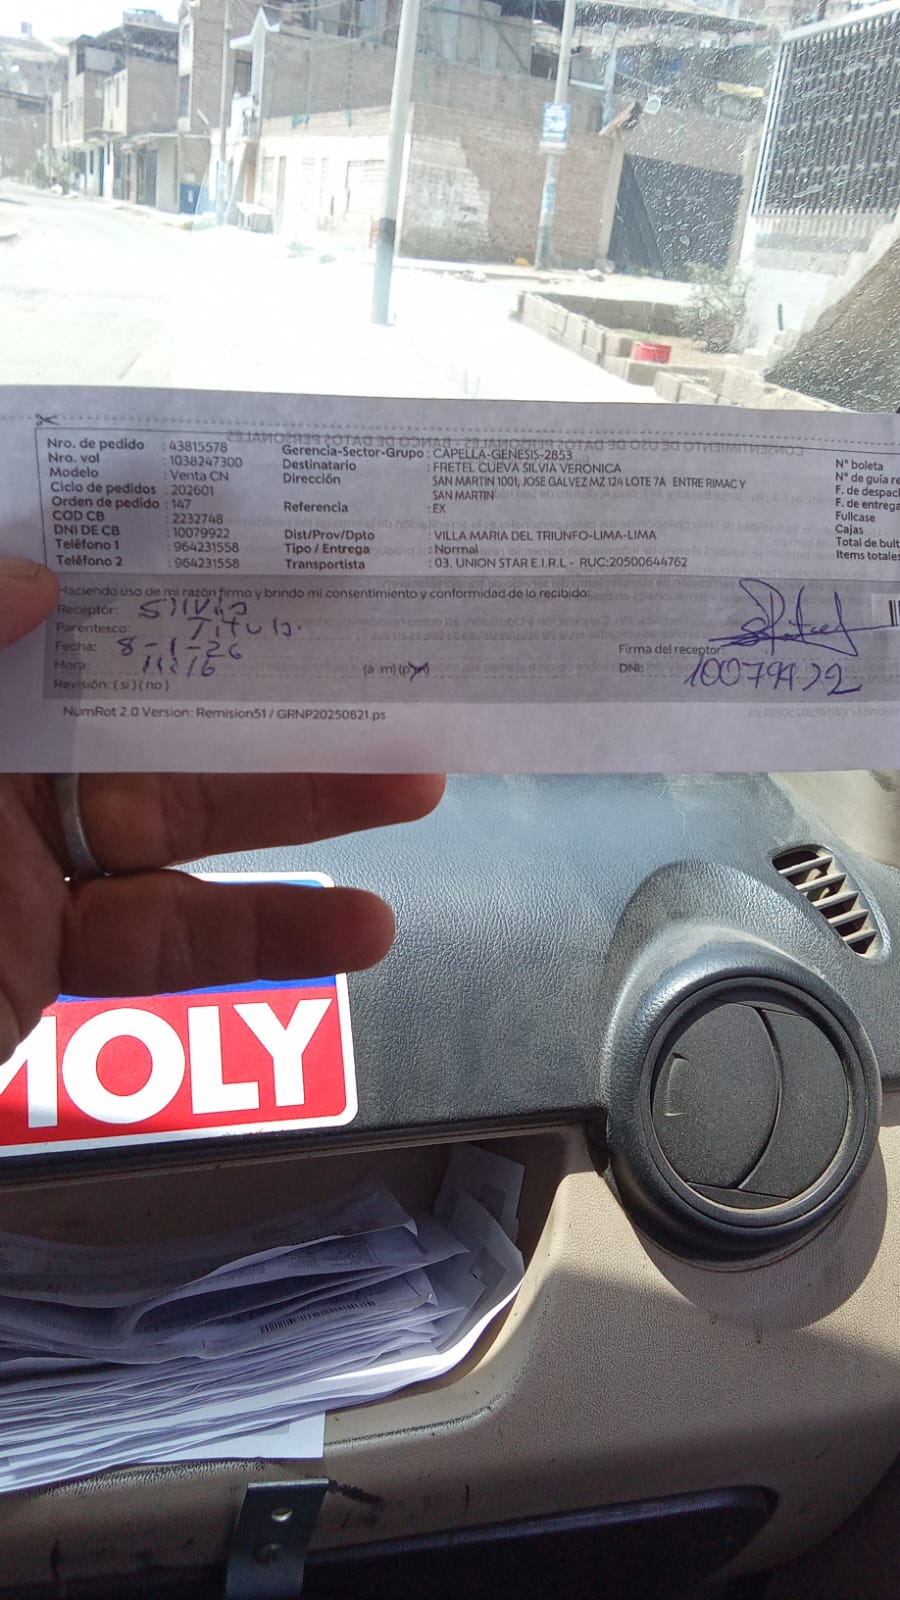 Nro. de pedido : 43815578
Nro. vol : 1038247300
Modelo : Venta CN
Ciclo de pedidos : 202601
Orden de pedido : 147
COD CB : 2232748
DNI DE CB : 10079922
Teléfono 1 : 964231558
Teléfono 2 : 964231558
Gerencia-Sector-Grupo : CAPELLA-GENESIS-2853
Destinatario : FRETEL CUEVA SILVIA VERONICA
Dirección SAN MARTIN 1001, JOSE GALVEZ MZ 124 LOTE 7A ENTRE RIMAC Y
SAN MARTIN
Referencia : EX
Dist/Prov/Dpto : VILLA MARIA DEL TRIUNFO-LIMA-LIMA
Tipo / Entrega : Normal
Transportista : 03. UNION STAR E.I.R.L - RUC:20500644762
N° boleta
N° de guía re
F. de despac
F. de entrega
Fullcase
Cajas
Total de bult
Items totale
Haciendo uso de mi razón firmo y brindo mi consentimiento y conformidad de lo recibido:
Receptor: Silvia
Parentesco: Titula.
Fecha: 8-1-26
Hora: (a.m)(p.m)
Revisión: ( si ) ( no )
Firma del receptor:
DNI: 10079922
NumRot 2.0 Version: Remision51 / GRNP20250821.ps
MOLY